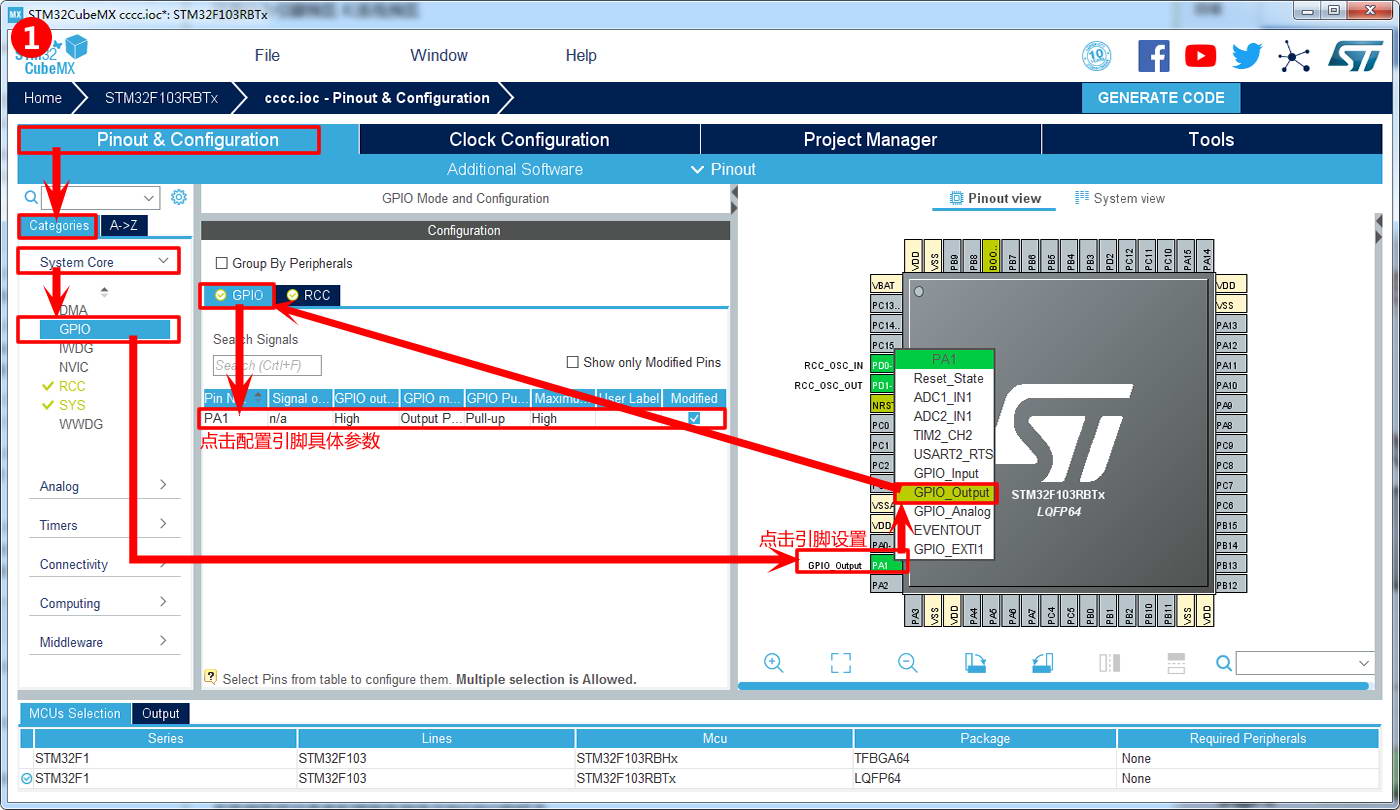 STM32CubeMX cccc.ioc*: STM32F103RBTx
1
STM32
CubeMX
File
Window
Help
10
Home
STM32F103RBTx
cccc.ioc - Pinout & Configuration
GENERATE CODE
Pinout & Configuration
Clock Configuration
Project Manager
Tools
Additional Software
Pinout
Categories
A->Z
System Core
DMA
GPIO
IWDG
NVIC
RCC
SYS
WWDG
Analog
Timers
Connectivity
Computing
Middleware
GPIO Mode and Configuration
Configuration
Group By Peripherals
GPIO
RCC
Search Signals
Search (Crtl+F)
Show only Modified Pins
Pin N... Signal o... GPIO out... GPIO m... GPIO Pu... Maximu... User Label Modified
PA1 n/a High Output P... Pull-up High
点击配置引脚具体参数
Select Pins from table to configure them. Multiple selection is Allowed.
Pinout view
System view
VDD VSS PB9 PB8 BOO.. PB7 PB6 PB5 PB4 PB3 PD2 PC12 PC11 PC10 PA15 PA14
VBAT
PC13..
PC14..
PC15..
RCC_OSC_IN PD0-
RCC_OSC_OUT PD1-
NRST
PC0
PC1
PC2
VSSA
VDD
PA0-
GPIO_Output PA1
PA2
PA1
Reset_State
ADC1_IN1
ADC2_IN1
TIM2_CH2
USART2_RTS
GPIO_Input
GPIO_Output
GPIO_Analog
EVENTOUT
GPIO_EXTI1
点击引脚设置
STM32F103RBTx
LQFP64
VDD
VSS
PA13
PA12
PA11
PA10
PA9
PA8
PC9
PC8
PC7
PC6
PB15
PB14
PB13
PB12
PA3 VSS VDD PA4 PA5 PA6 PA7 PC4 PC5 PB0 PB1 PB2 PB10 PB11 VSS VDD
MCUs Selection
Output
Series Lines Mcu Package Required Peripherals
STM32F1 STM32F103 STM32F103RBHx TFBGA64 None
STM32F1 STM32F103 STM32F103RBTx LQFP64 None